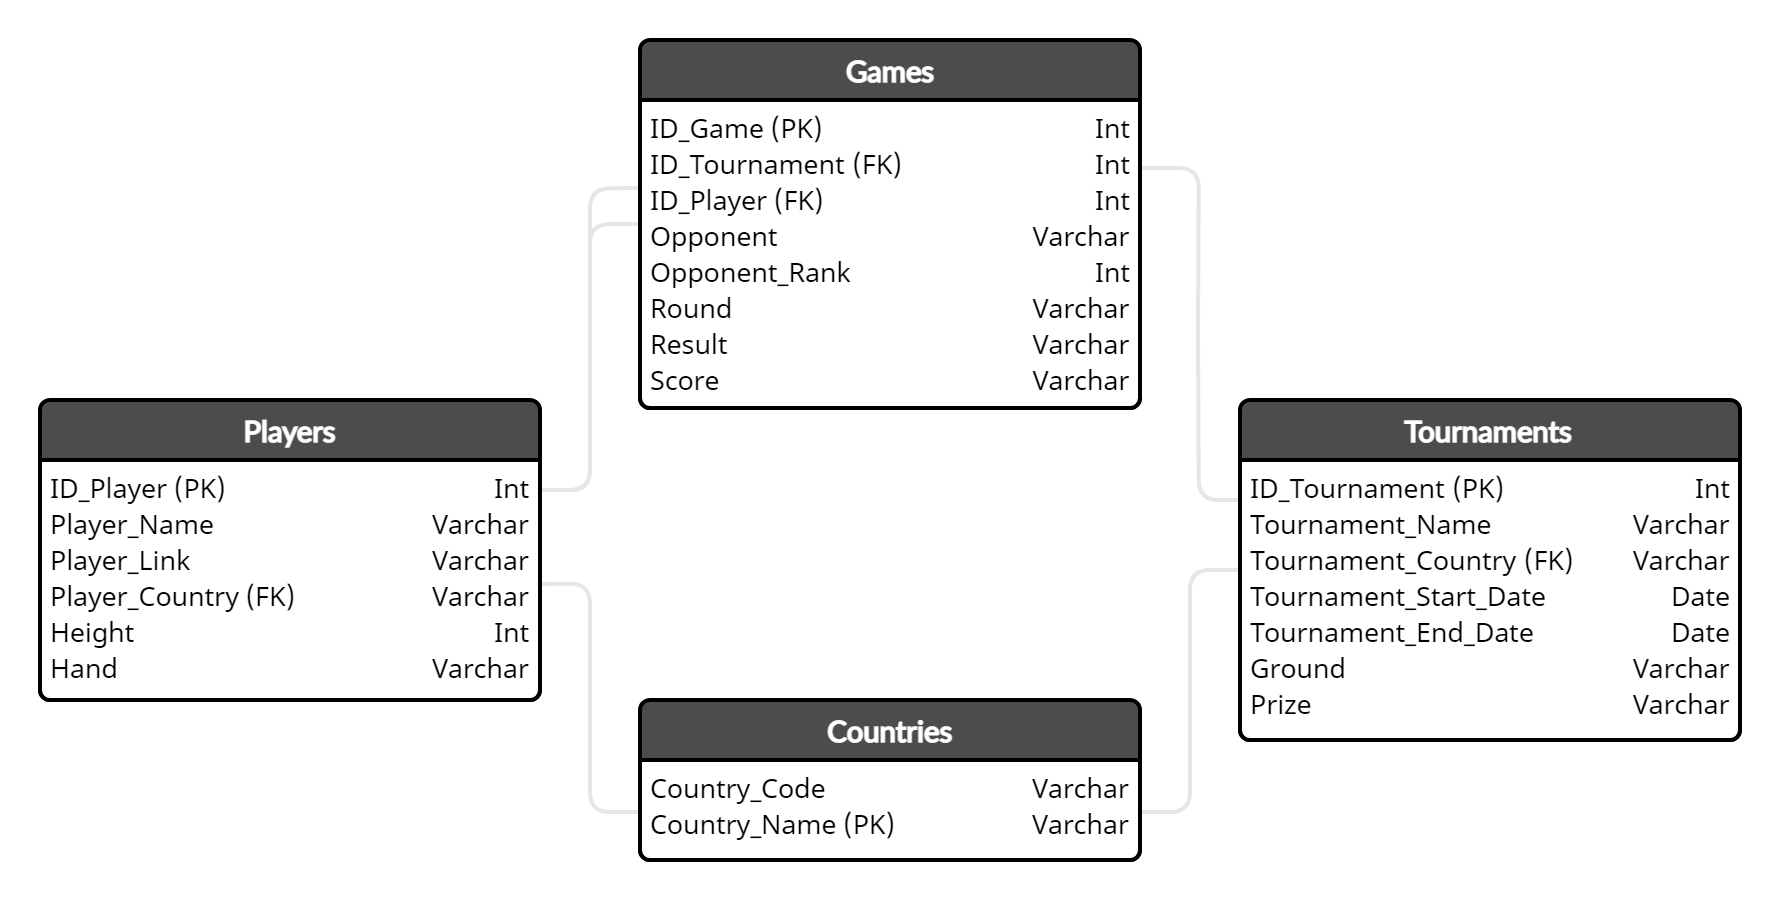 Games
ID_Game (PK) Int
ID_Tournament (FK) Int
ID_Player (FK) Int
Opponent Varchar
Opponent_Rank Int
Round Varchar
Result Varchar
Score Varchar
Players
ID_Player (PK) Int
Player_Name Varchar
Player_Link Varchar
Player_Country (FK) Varchar
Height Int
Hand Varchar
Tournaments
ID_Tournament (PK) Int
Tournament_Name Varchar
Tournament_Country (FK) Varchar
Tournament_Start_Date Date
Tournament_End_Date Date
Ground Varchar
Prize Varchar
Countries
Country_Code Varchar
Country_Name (PK) Varchar